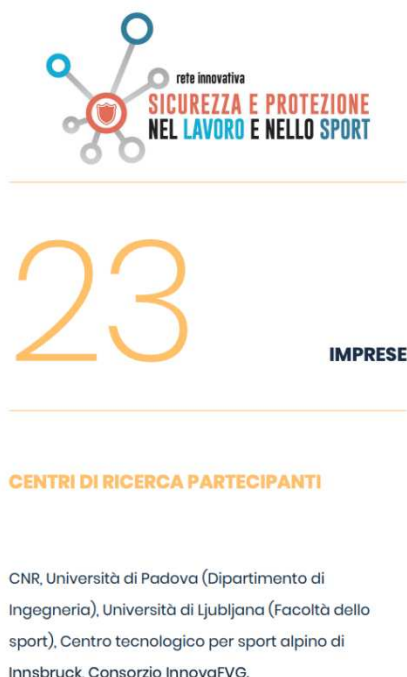 rete innovativa
SICUREZZA E PROTEZIONE
NEL LAVORO E NELLO SPORT
23
IMPRESE
CENTRI DI RICERCA PARTECIPANTI
CNR, Università di Padova (Dipartimento di
Ingegneria), Università di Ljubljana (Facoltà dello
sport), Centro tecnologico per sport alpino di
Innsbruck, Consorzio InnovaFVG.